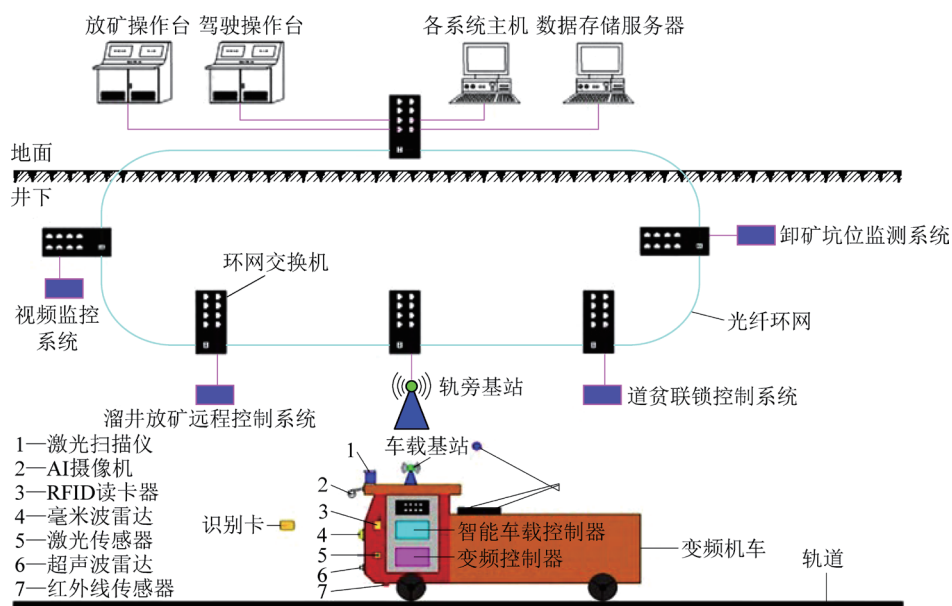 放矿操作台 驾驶操作台
各系统主机 数据存储服务器
地面
井下
卸矿坑位监测系统
环网交换机
视频监控
系统
光纤环网
溜井放矿远程控制系统
轨旁基站
道贫联锁控制系统
车载基站
1—激光扫描仪
2—AI摄像机
3—RFID读卡器
4—毫米波雷达
5—激光传感器
6—超声波雷达
7—红外线传感器
识别卡
1
2
3
4
5
6
7
智能车载控制器
变频控制器
变频机车
轨道